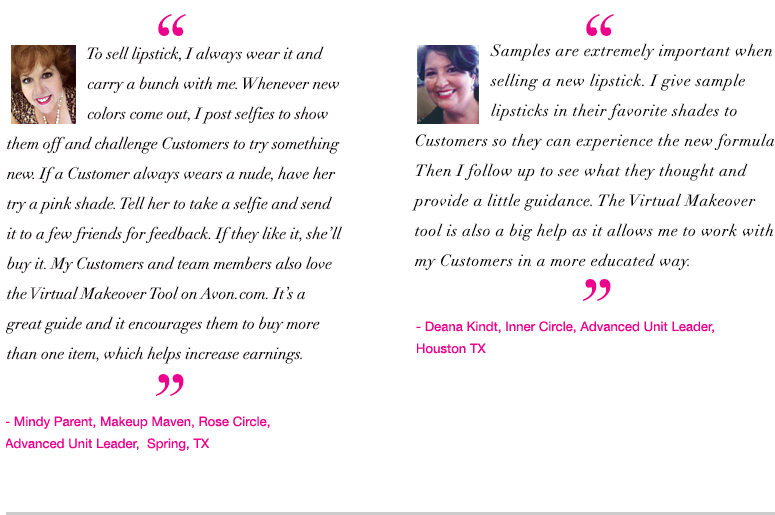 “
To sell lipstick, I always wear it and
carry a bunch with me. Whenever new
colors come out, I post selfies to show
them off and challenge Customers to try something
new. If a Customer always wears a nude, have her
try a pink shade. Tell her to take a selfie and send
it to a few friends for feedback. If they like it, she’ll
buy it. My Customers and team members also love
the Virtual Makeover Tool on Avon.com. It’s a
great guide and it encourages them to buy more
than one item, which helps increase earnings.
”
- Mindy Parent, Makeup Maven, Rose Circle,
Advanced Unit Leader,  Spring, TX
“
Samples are extremely important when
selling a new lipstick. I give sample
lipsticks in their favorite shades to
Customers so they can experience the new formula
Then I follow up to see what they thought and
provide a little guidance. The Virtual Makeover
tool is also a big help as it allows me to work with
my Customers in a more educated way.
”
- Deana Kindt, Inner Circle, Advanced Unit Leader,
Houston TX